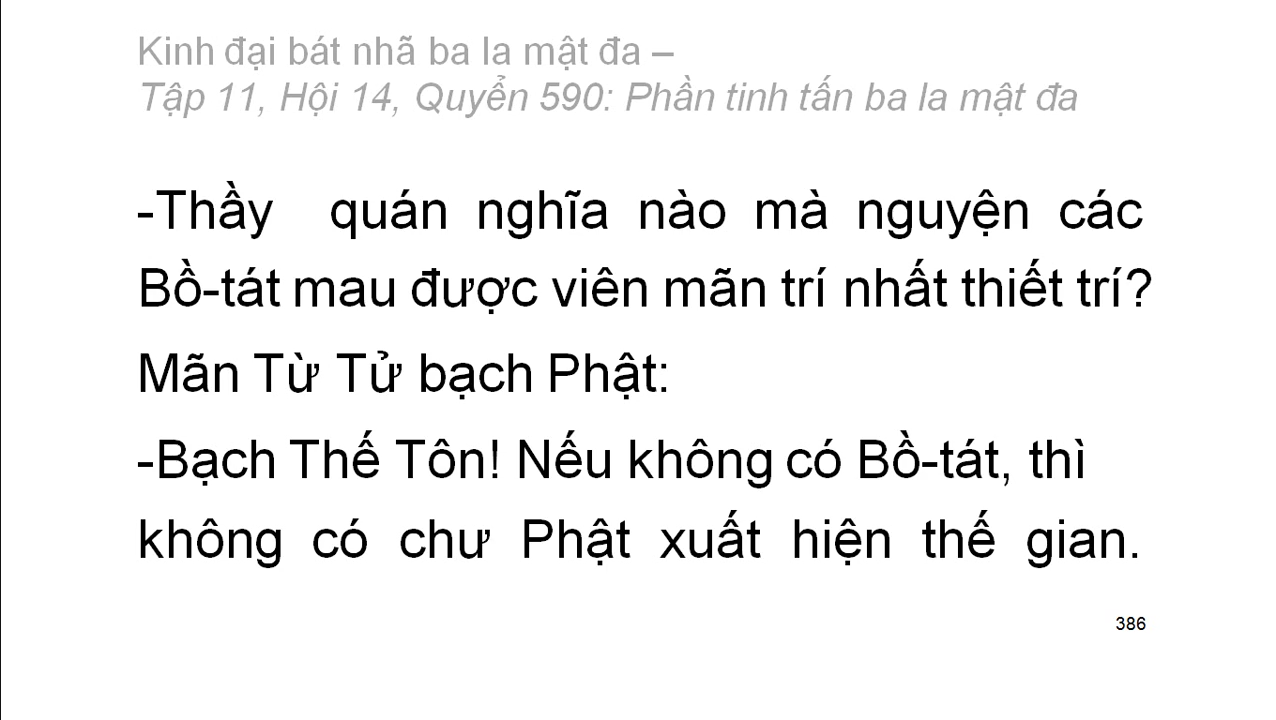 Kinh đại bát nhã ba la mật đa –
Tập 11, Hội 14, Quyển 590: Phần tinh tấn ba la mật đa
-Thầy quán nghĩa nào mà nguyện các
Bồ-tát mau được viên mãn trí nhất thiết trí?
Mãn Từ Tử bạch Phật:
-Bạch Thế Tôn! Nếu không có Bồ-tát, thì
không có chư Phật xuất hiện thế gian.
386